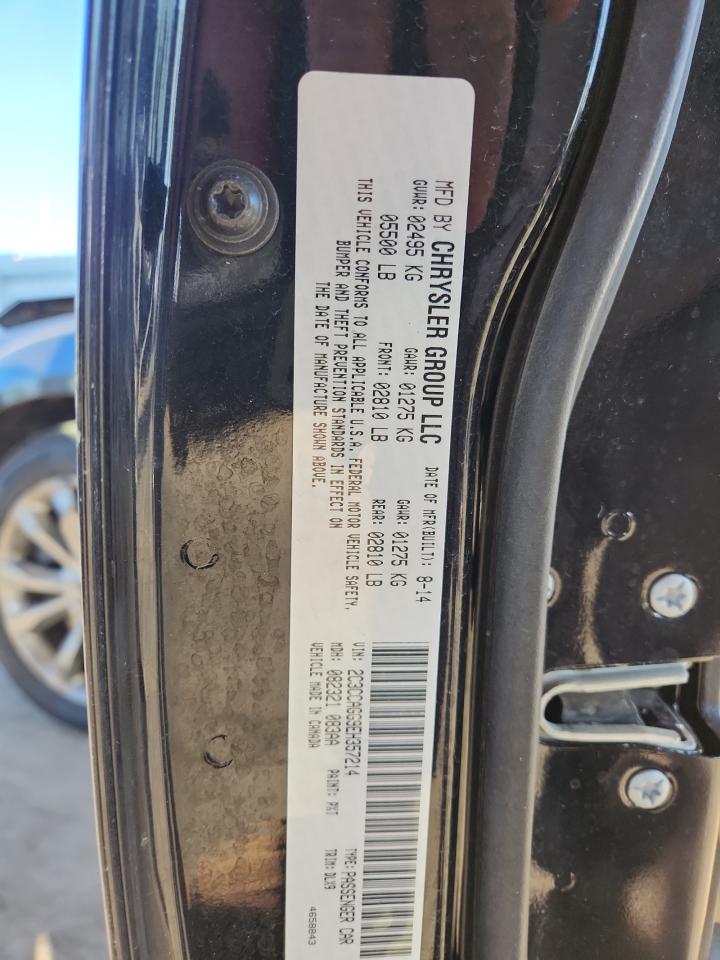 MFD BY CHRYSLER GROUP LLC DATE OF MFR(BUILT): 8-14
GVWR: 02495 KG GAWR: 01275 KG GAWR: 01275 KG
05500 LB FRONT: 02810 LB REAR: 02810 LB
THIS VEHICLE CONFORMS TO ALL APPLICABLE U.S.A. FEDERAL MOTOR VEHICLE SAFETY,
BUMPER AND THEFT PREVENTION STANDARDS IN EFFECT ON
THE DATE OF MANUFACTURE SHOWN ABOVE.
VIN: 2C3CCAGG9EH357214 TYPE: PASSENGER CAR
MDH: 082321 083AA PAINT: PXT TRIM: DLX9
VEHICLE MADE IN CANADA 4658843